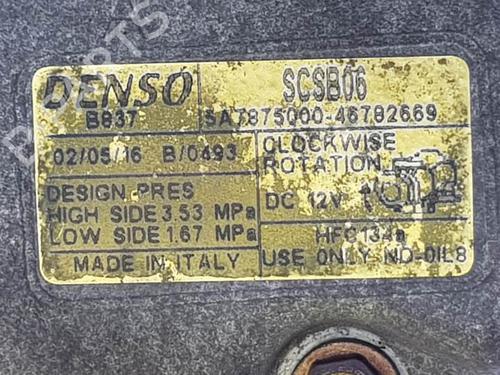 DENSO
SCSB06
B837
5A7875000-46782669
02/05/16 B/0493
CLOCKWISE
ROTATION
DESIGN PRES
HIGH SIDE 3.53 MPa
LOW SIDE 1.67 MPa
DC 12V
HFC134a
MADE IN ITALY
USE ONLY ND-OIL8